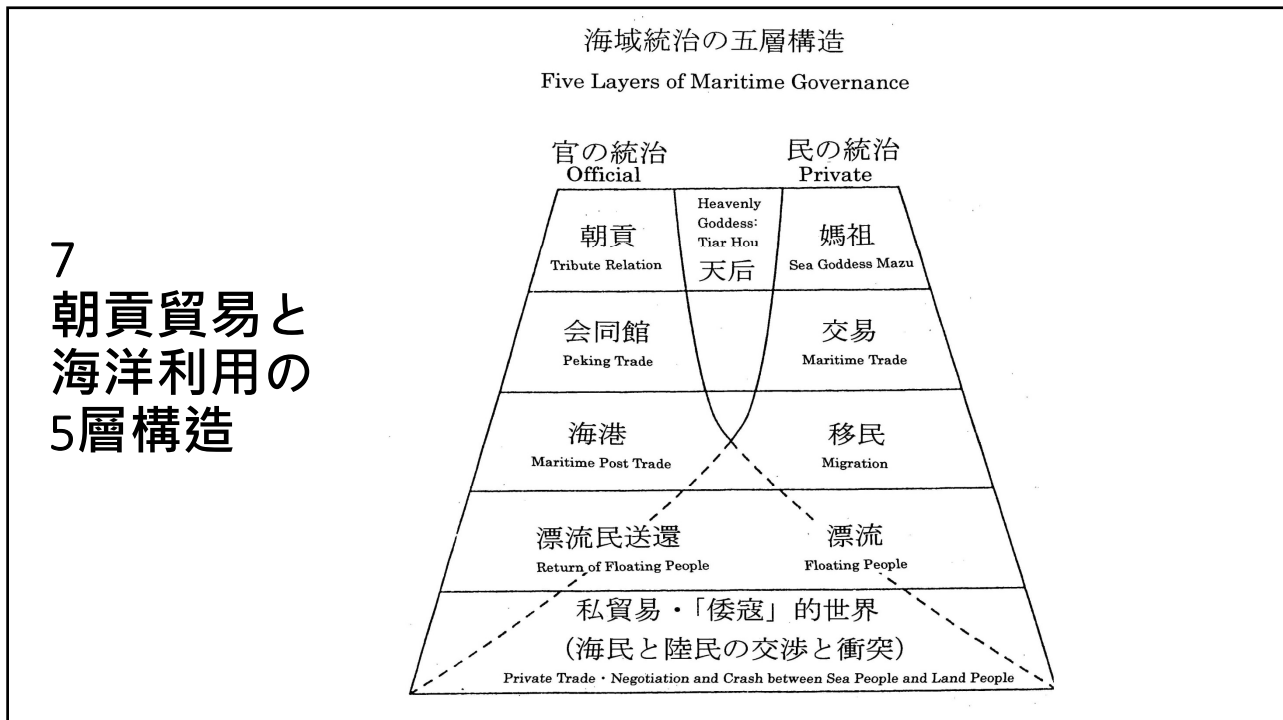 海域統治の五層構造
Five Layers of Maritime Governance
官の統治
Official
民の統治
Private
7
朝貢貿易と
海洋利用の
5層構造
朝貢
Tribute Relation
Heavenly
Goddess:
Tiar Hou
天后
媽祖
Sea Goddess Mazu
会同館
Peking Trade
交易
Maritime Trade
海港
Maritime Post Trade
移民
Migration
漂流民送還
Return of Floating People
漂流
Floating People
私貿易・「倭寇」的世界
(海民と陸民の交渉と衝突)
Private Trade・Negotiation and Crash between Sea People and Land People